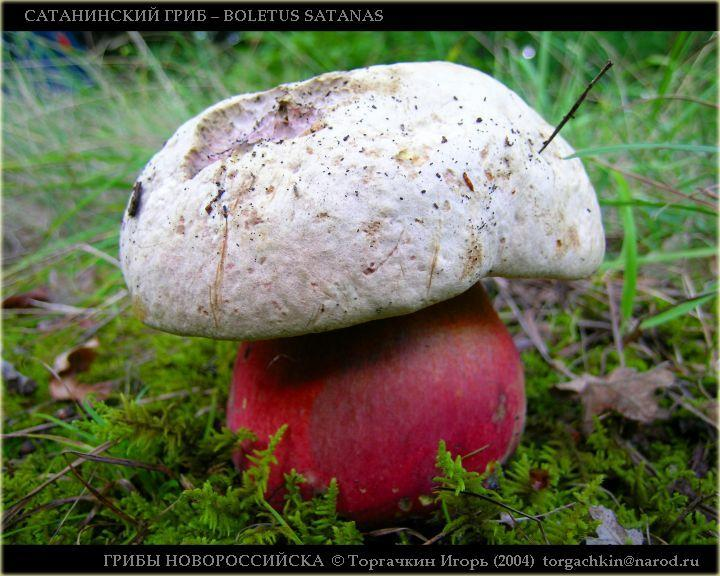 САТАНИНСКИЙ ГРИБ – BOLETUS SATANAS
ГРИБЫ НОВОРОССИЙСКА © Торгачкин Игорь (2004) torgachkin@narod.ru